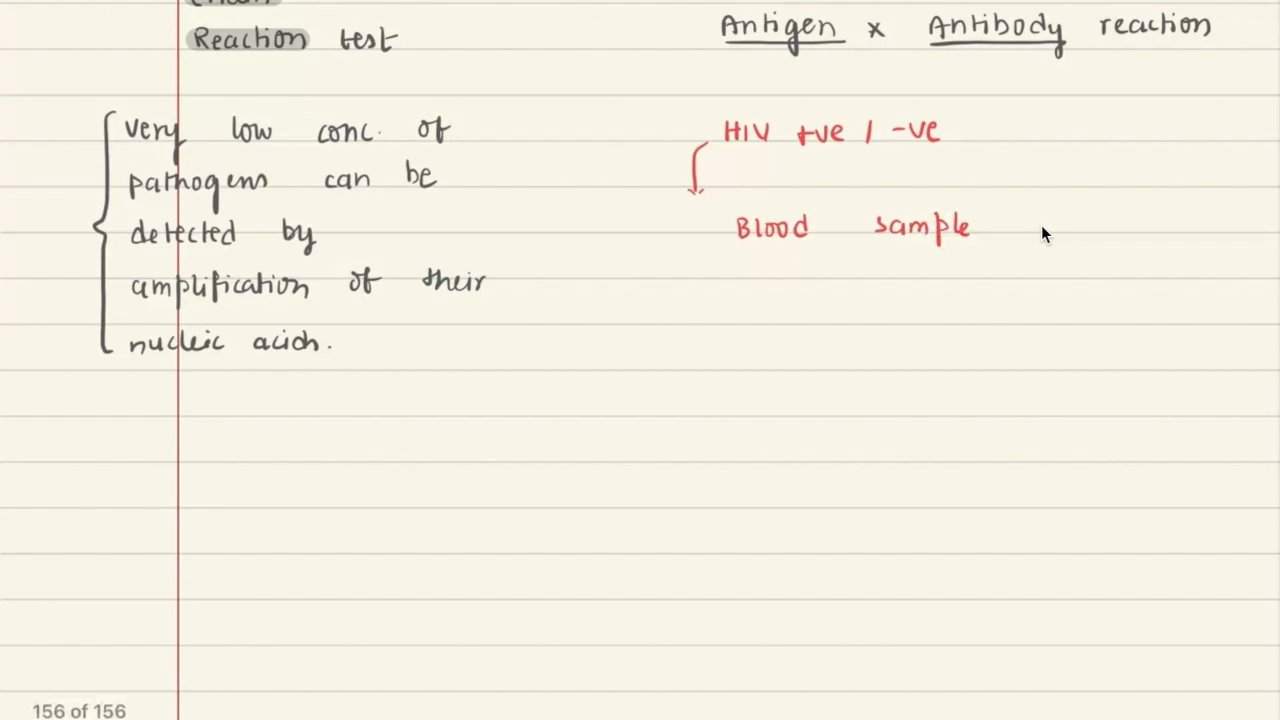 Reaction test
very low conc. of
pathogens can be
detected by
amplification of their
nucleic acids.
Antigen x Antibody reaction
HIV +ve / -ve
Blood sample
156 of 156